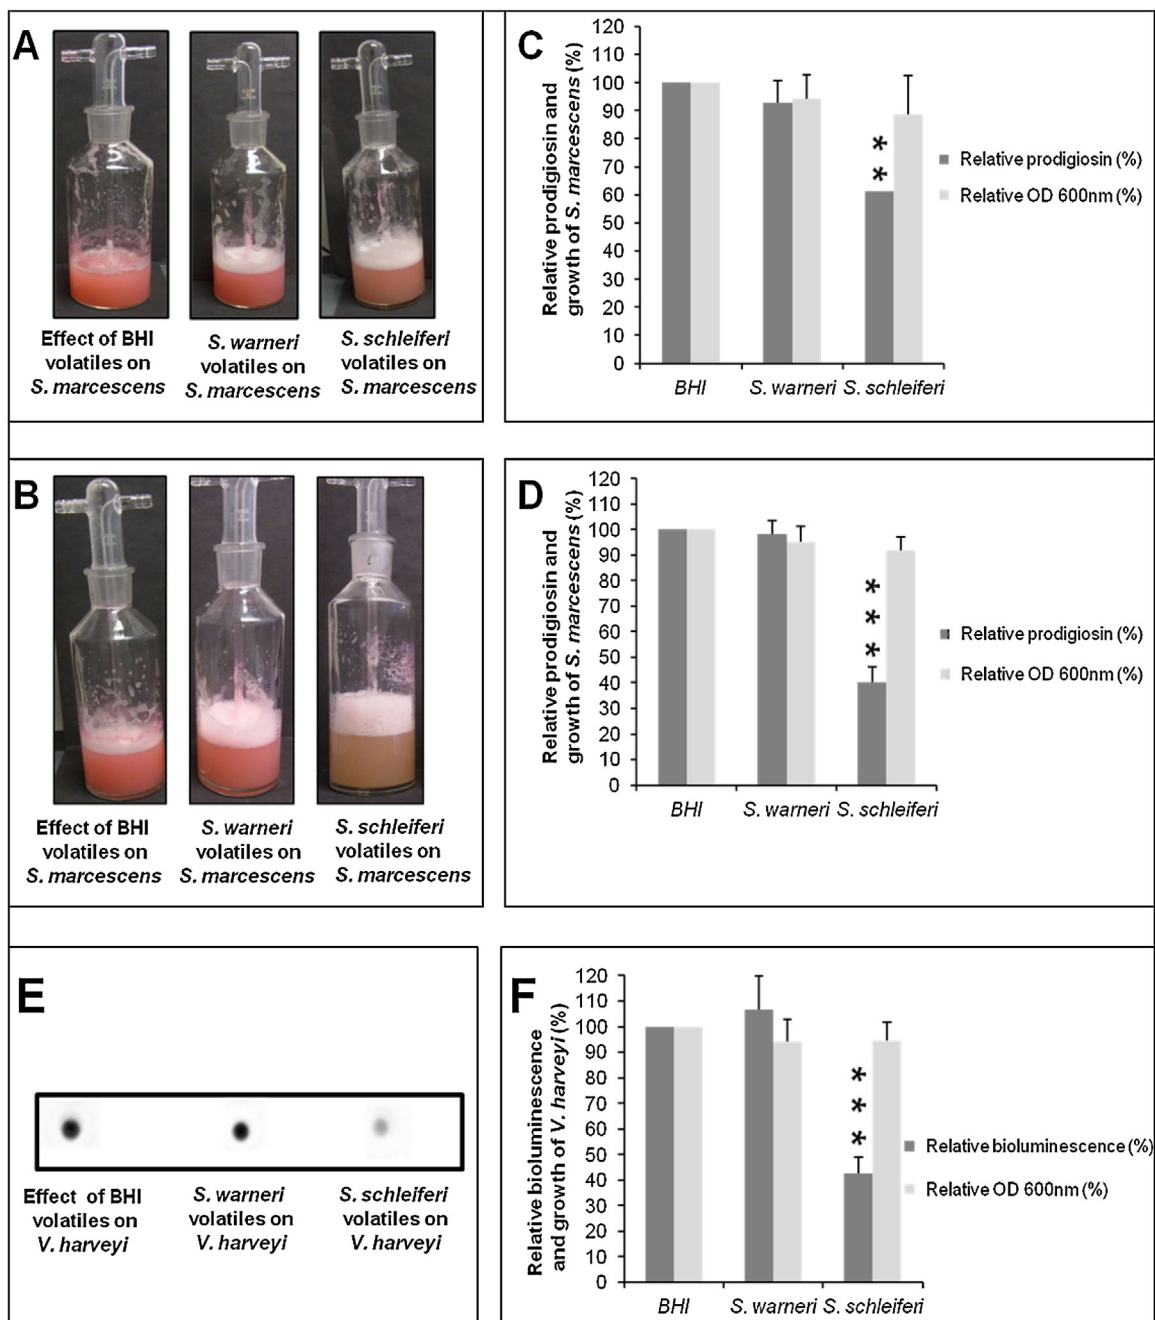 A
Effect of BHI
volatiles on
S. marcescens
S. warneri
volatiles on
S. marcescens
S. schleiferi
volatiles on
S. marcescens
C
Relative prodigiosin and
growth of S. marcescens (%)
120
100
90
80
70
60
50
40
30
20
10
0
BHI
S. warneri
S. schleiferi
**
Relative prodigiosin (%)
Relative OD 600nm (%)
B
Effect of BHI
volatiles on
S. marcescens
S. warneri
volatiles on
S. marcescens
S. schleiferi
volatiles on
S. marcescens
D
Relative prodigiosin and
growth of S. marcescens (%)
120
110
100
90
80
70
60
50
40
30
20
10
0
BHI
S. warneri
S. schleiferi
***
Relative prodigiosin (%)
Relative OD 600nm (%)
E
Effect of BHI
volatiles on
V. harveyi
S. warneri
volatiles on
V. harveyi
S. schleiferi
volatiles on
V. harveyi
F
Relative bioluminescence
and growth of V. harveyi (%)
120
110
100
90
80
70
60
50
40
30
20
10
0
BHI
S. warneri
S. schleiferi
***
Relative bioluminescence (%)
Relative OD 600nm (%)